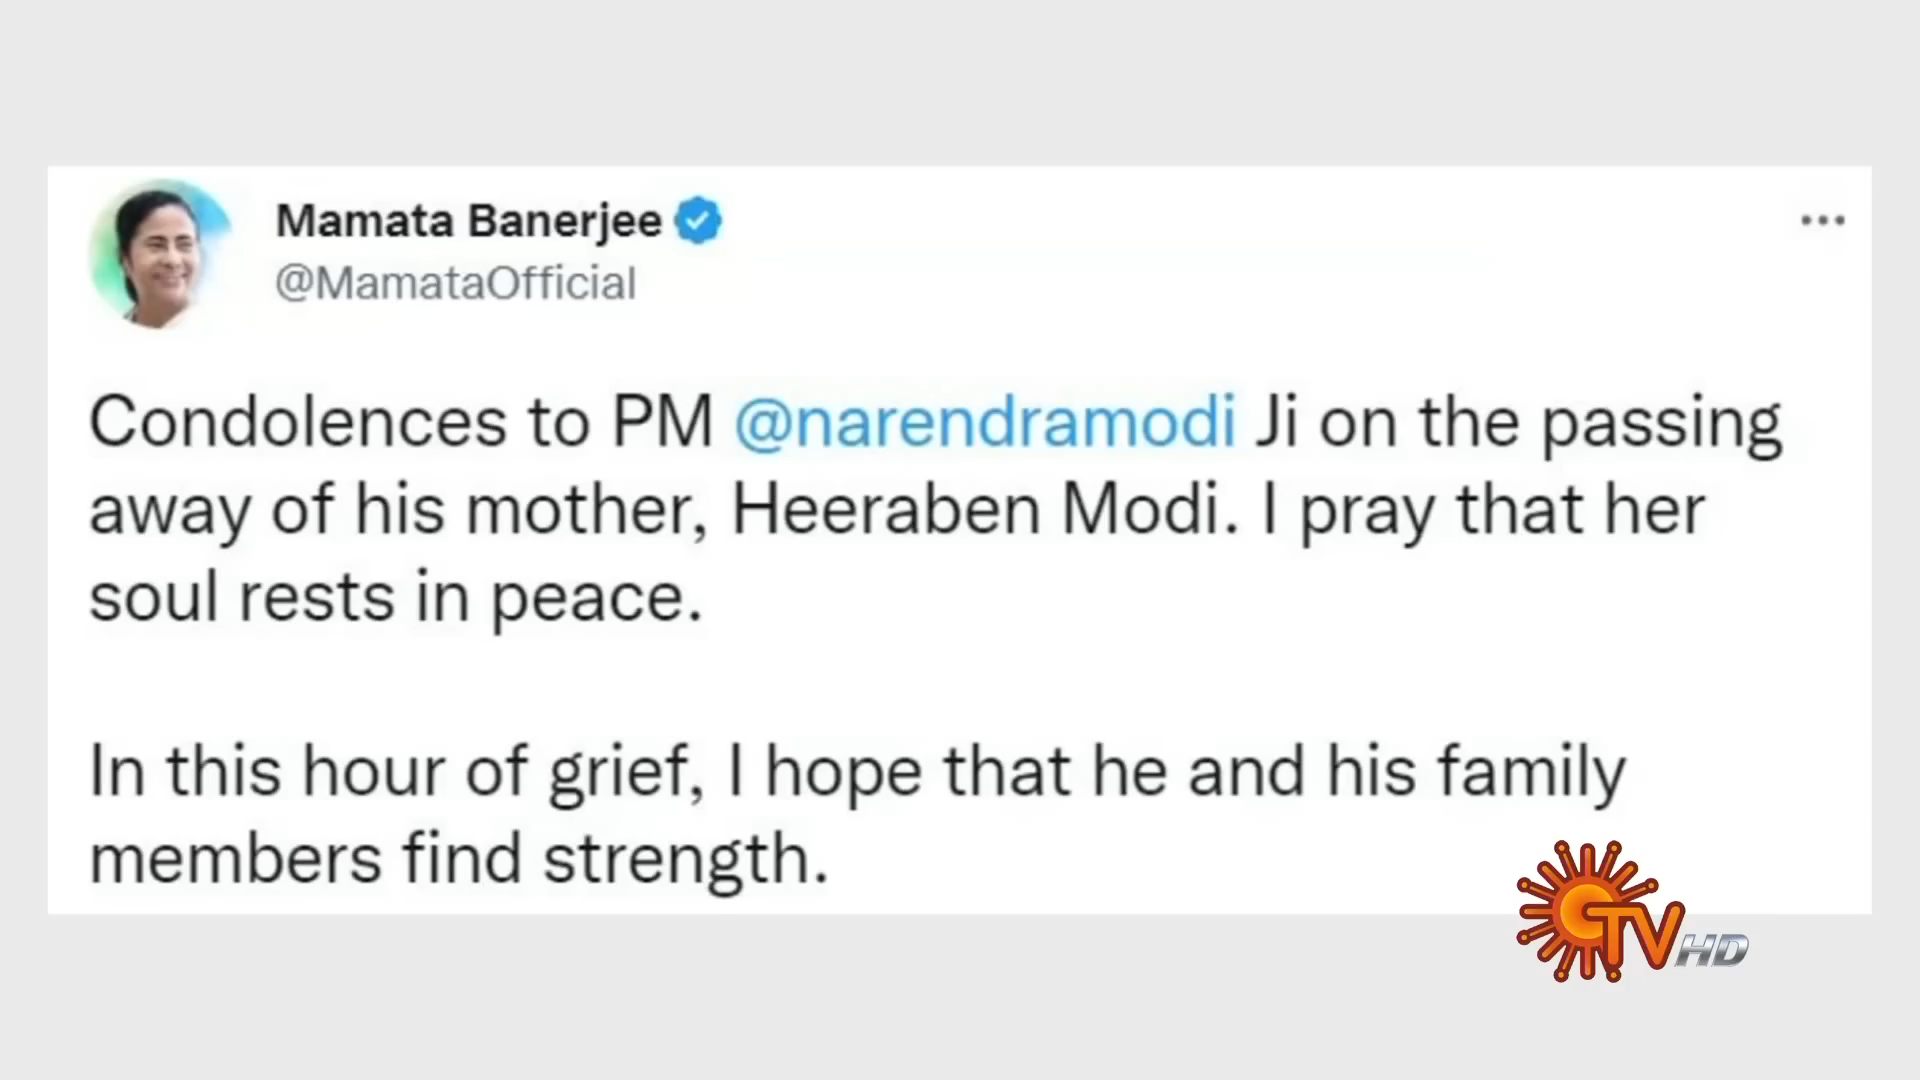 Mamata Banerjee
@MamataOfficial
Condolences to PM @narendramodi Ji on the passing
away of his mother, Heeraben Modi. I pray that her
soul rests in peace.
In this hour of grief, I hope that he and his family
members find strength.
TV HD